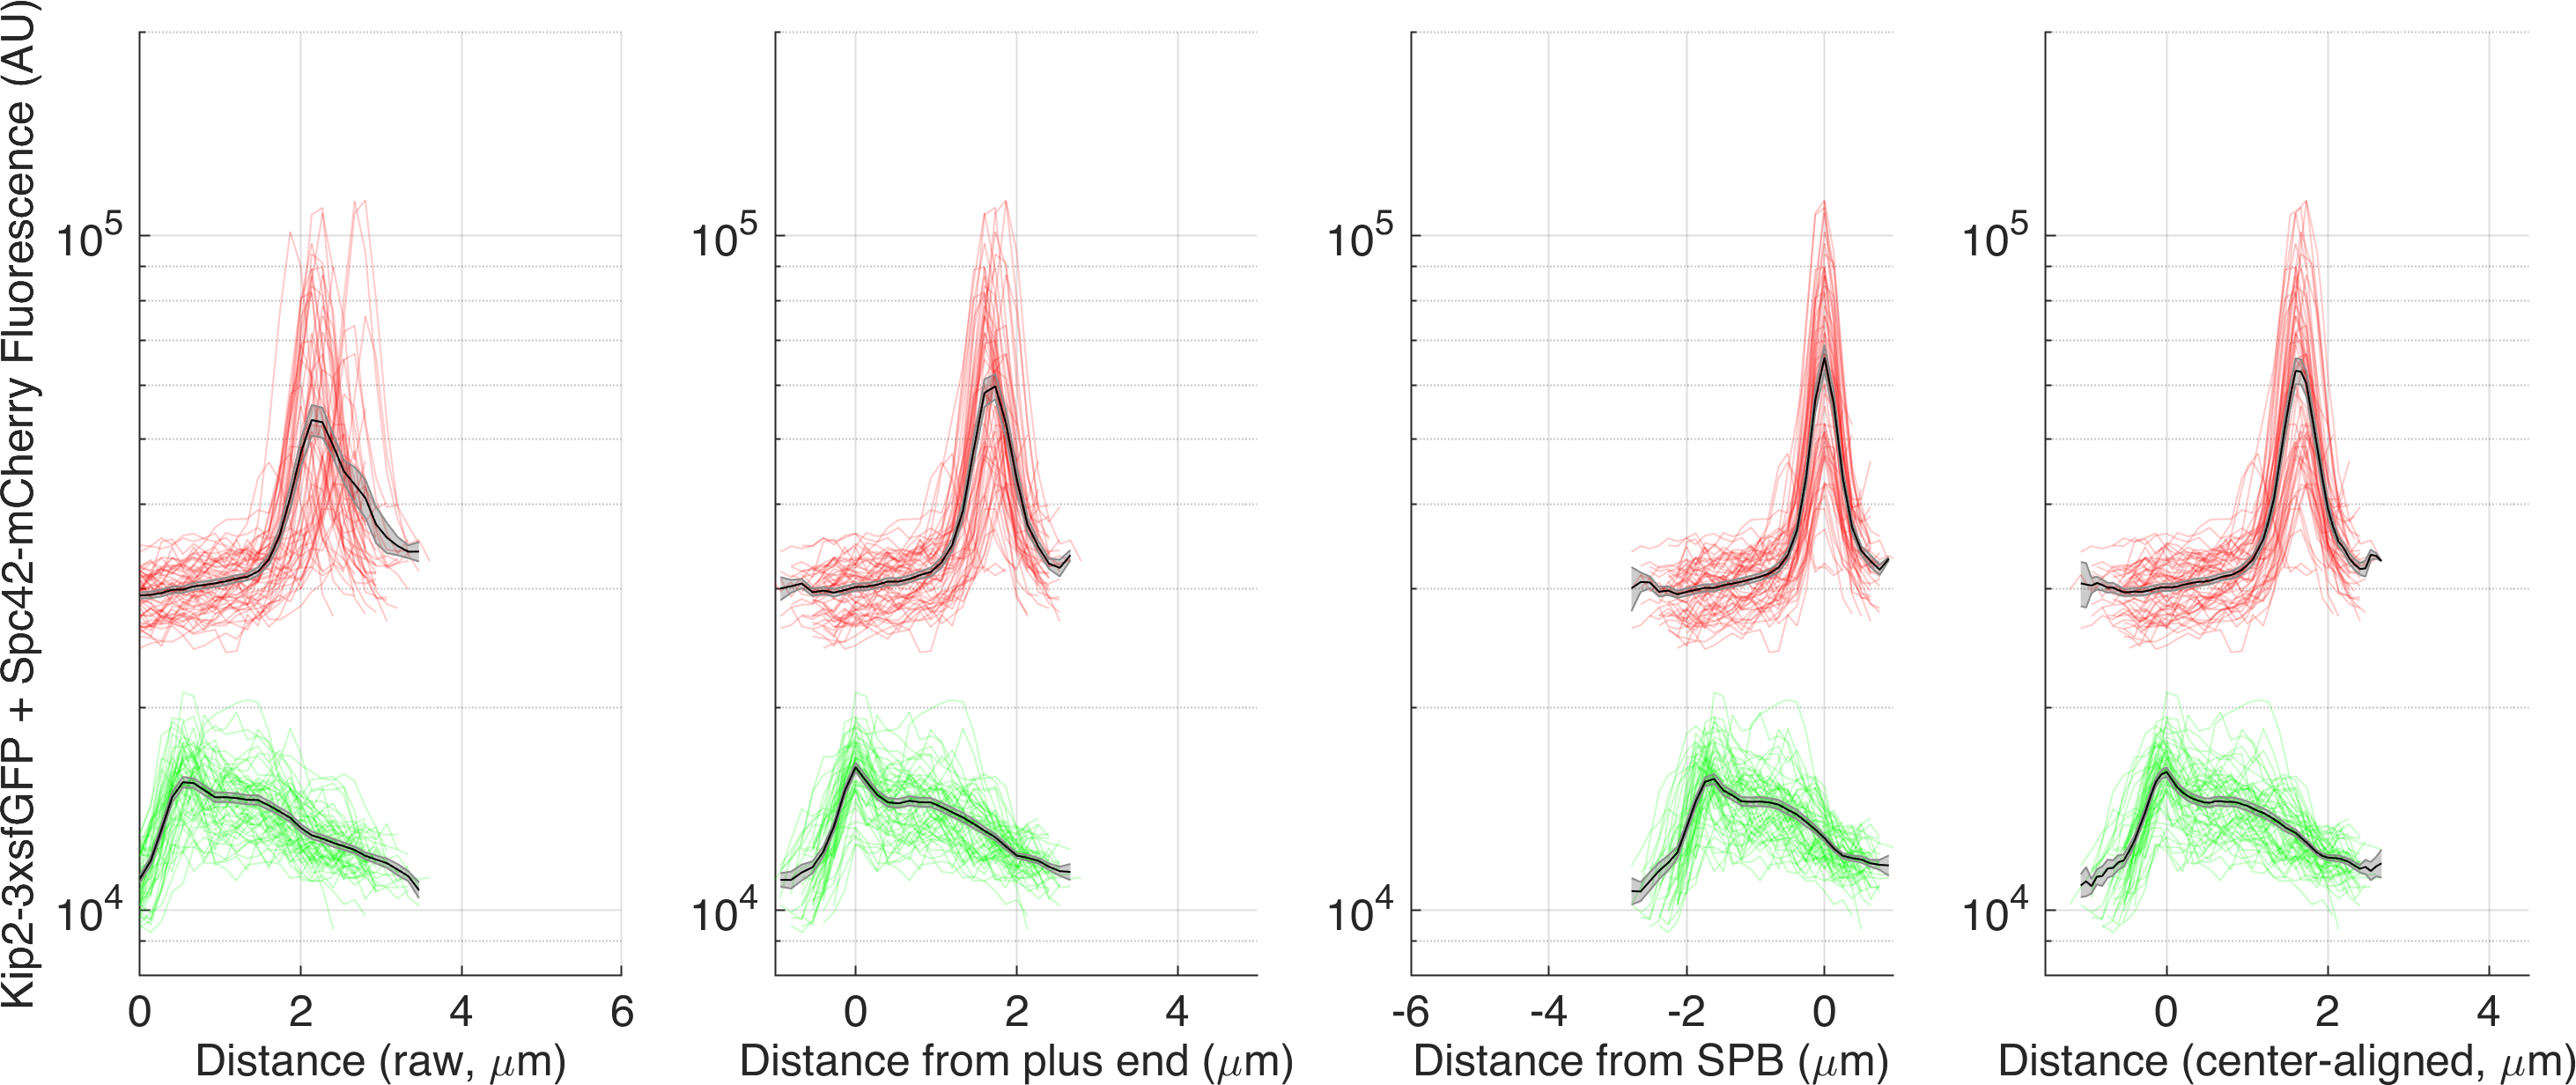 Kip2-3xsfGFP + Spc42-mCherry Fluorescence (AU)
10^5
10^4
0 2 4 6
Distance (raw, μm)
10^5
10^4
0 2 4
Distance from plus end (μm)
10^5
10^4
-6 -4 -2 0
Distance from SPB (μm)
10^5
10^4
0 2 4
Distance (center-aligned, μm)